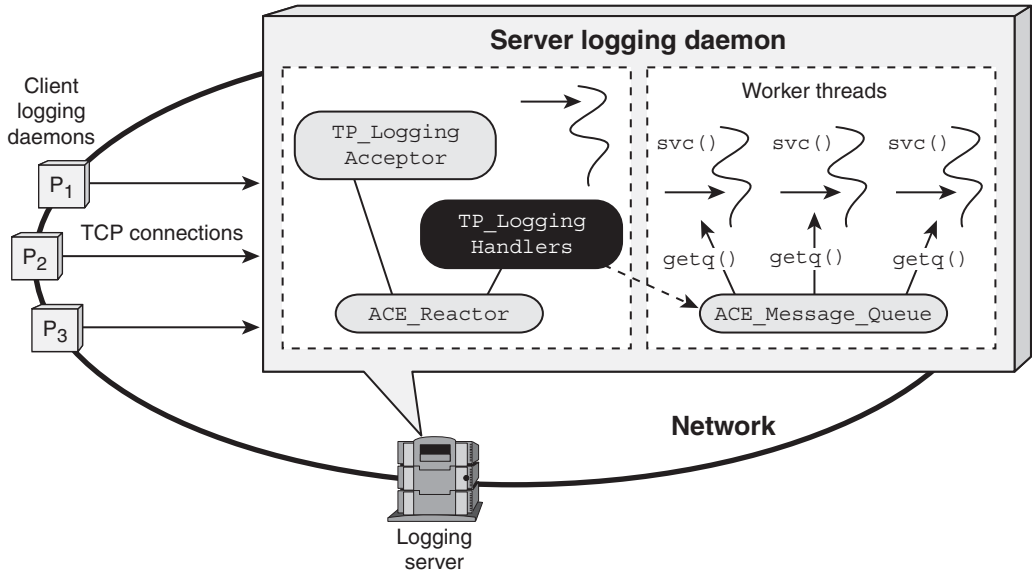 Server logging daemon
Client
logging
daemons
P1
P2
P3
TCP connections
TP_Logging
Acceptor
TP_Logging
Handlers
ACE_Reactor
Worker threads
svc()
svc()
svc()
getq()
getq()
getq()
ACE_Message_Queue
Network
Logging
server